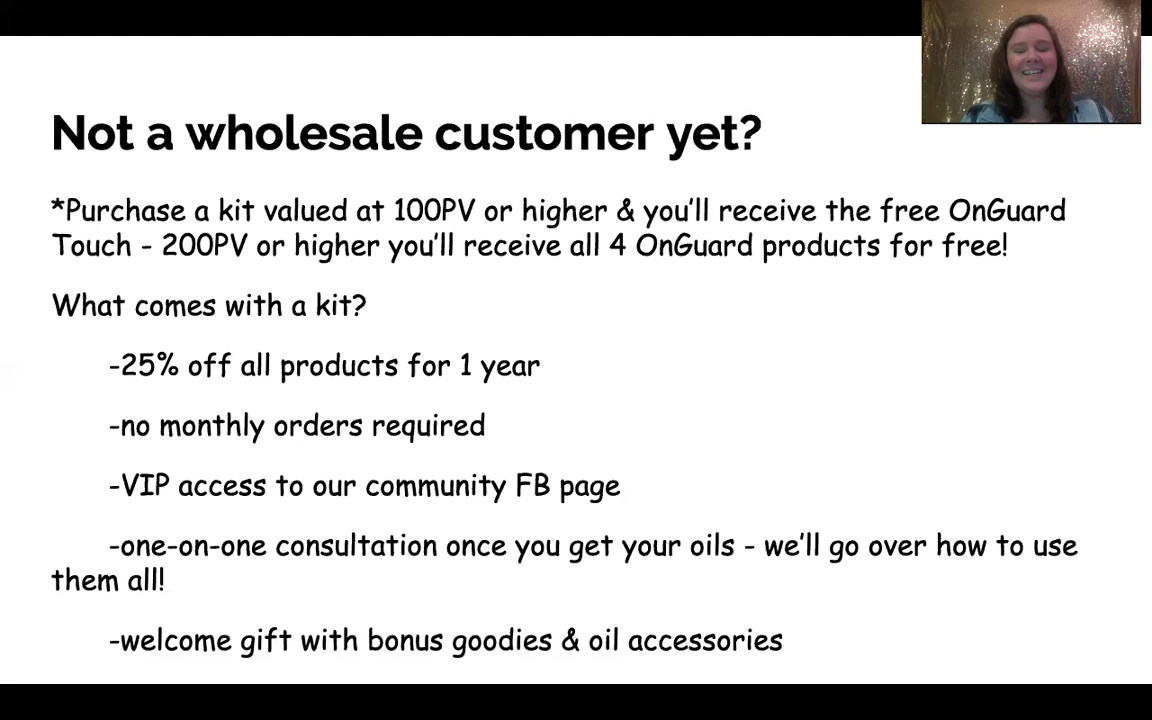 Not a wholesale customer yet?
*Purchase a kit valued at 100PV or higher & you'll receive the free OnGuard
Touch - 200PV or higher you'll receive all 4 OnGuard products for free!
What comes with a kit?
-25% off all products for 1 year
-no monthly orders required
-VIP access to our community FB page
-one-on-one consultation once you get your oils - we'll go over how to use
them all!
-welcome gift with bonus goodies & oil accessories